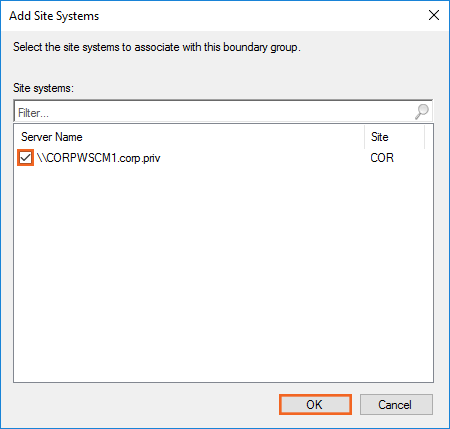 Add Site Systems
Select the site systems to associate with this boundary group.
Site systems:
Filter...
Server Name Site
\\CORPWSCM1.corp.priv COR
OK Cancel